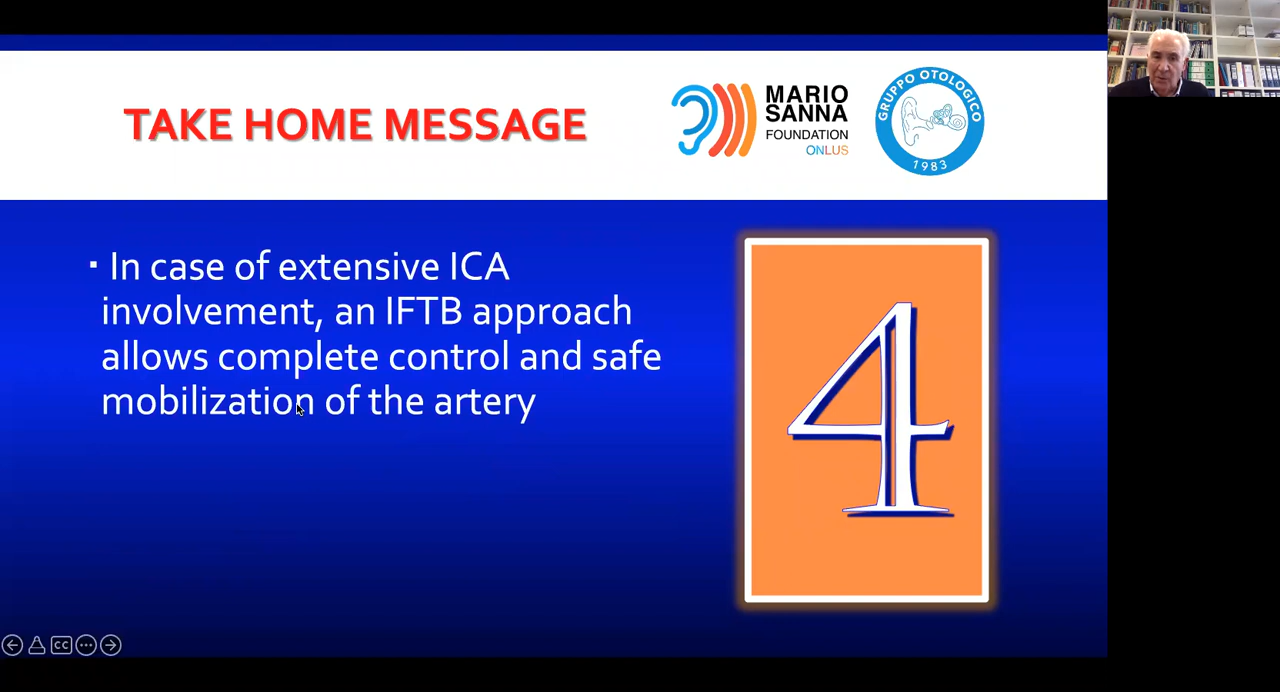 TAKE HOME MESSAGE
MARIO
SANNA
FOUNDATION
ONLUS
GRUPPO OTOLOGICO
1983
▪ In case of extensive ICA
involvement, an IFTB approach
allows complete control and safe
mobilization of the artery
4
CC